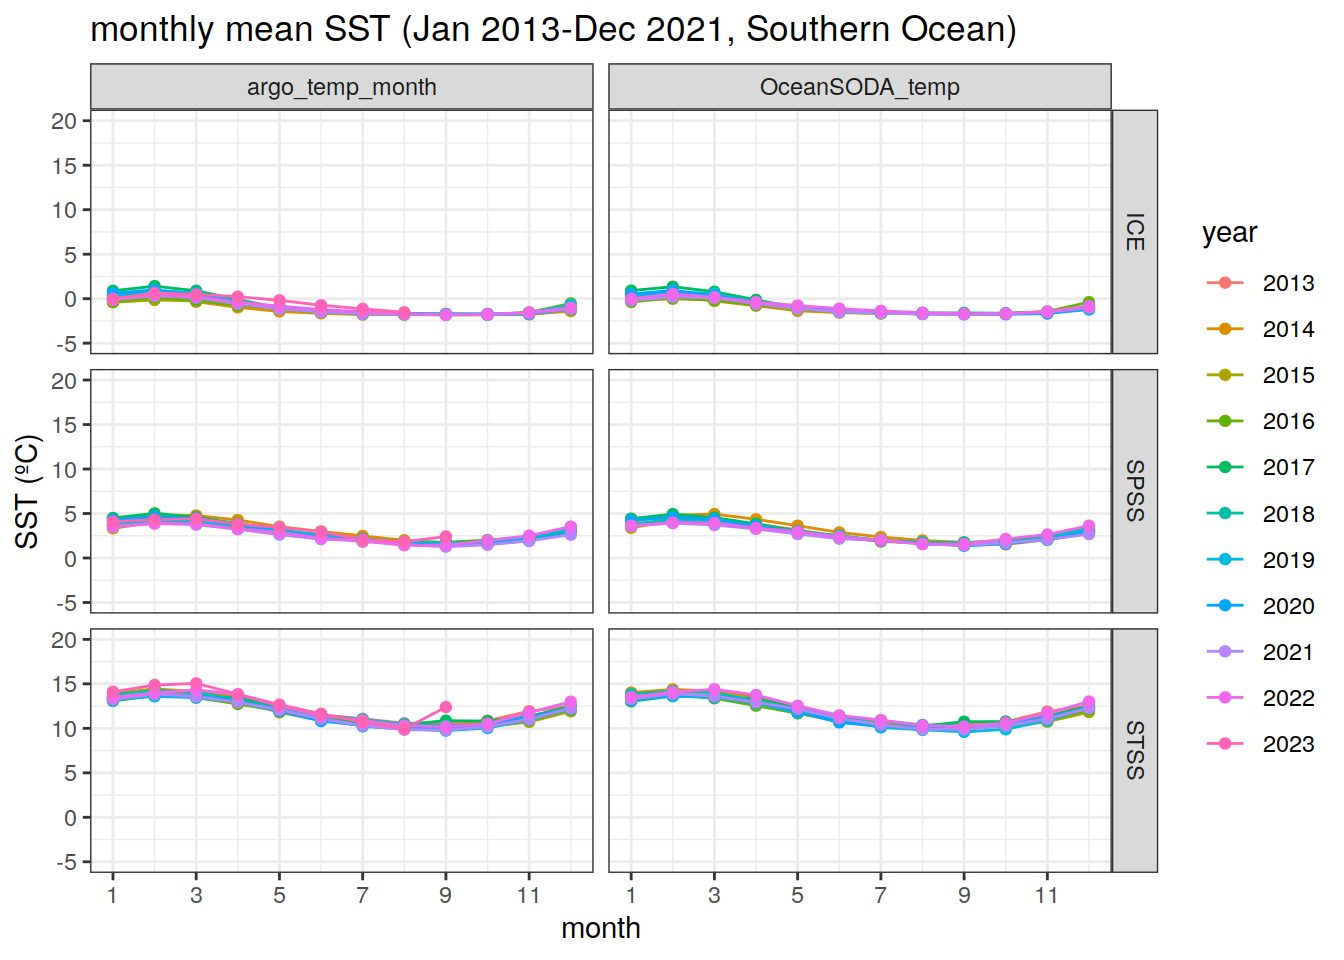 monthly mean SST (Jan 2013-Dec 2021, Southern Ocean)
argo_temp_month
OceanSODA_temp
20
15
10
5
0
-5
ICE
20
15
10
5
0
-5
SPSS
20
15
10
5
0
-5
STSS
SST (ºC)
1 3 5 7 9 11
1 3 5 7 9 11
month
year
2013
2014
2015
2016
2017
2018
2019
2020
2021
2022
2023